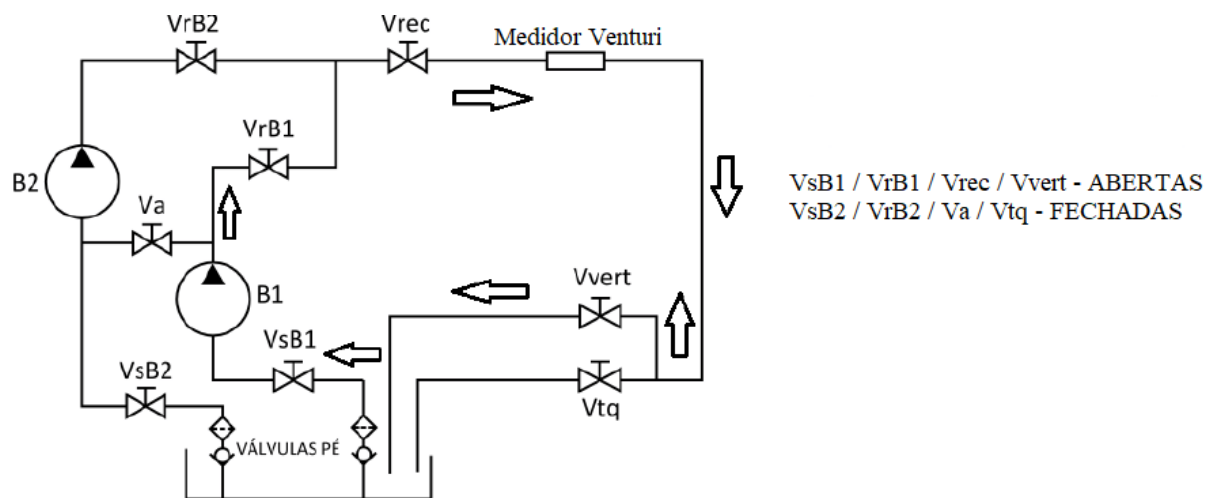 VrB2
Vrec
Medidor Venturi
VrB1
B2
Va
VsB1 / VrB1 / Vrec / Vvert - ABERTAS
VsB2 / VrB2 / Va / Vtq - FECHADAS
B1
Vvert
VsB1
VsB2
Vtq
VÁLVULAS PÉ